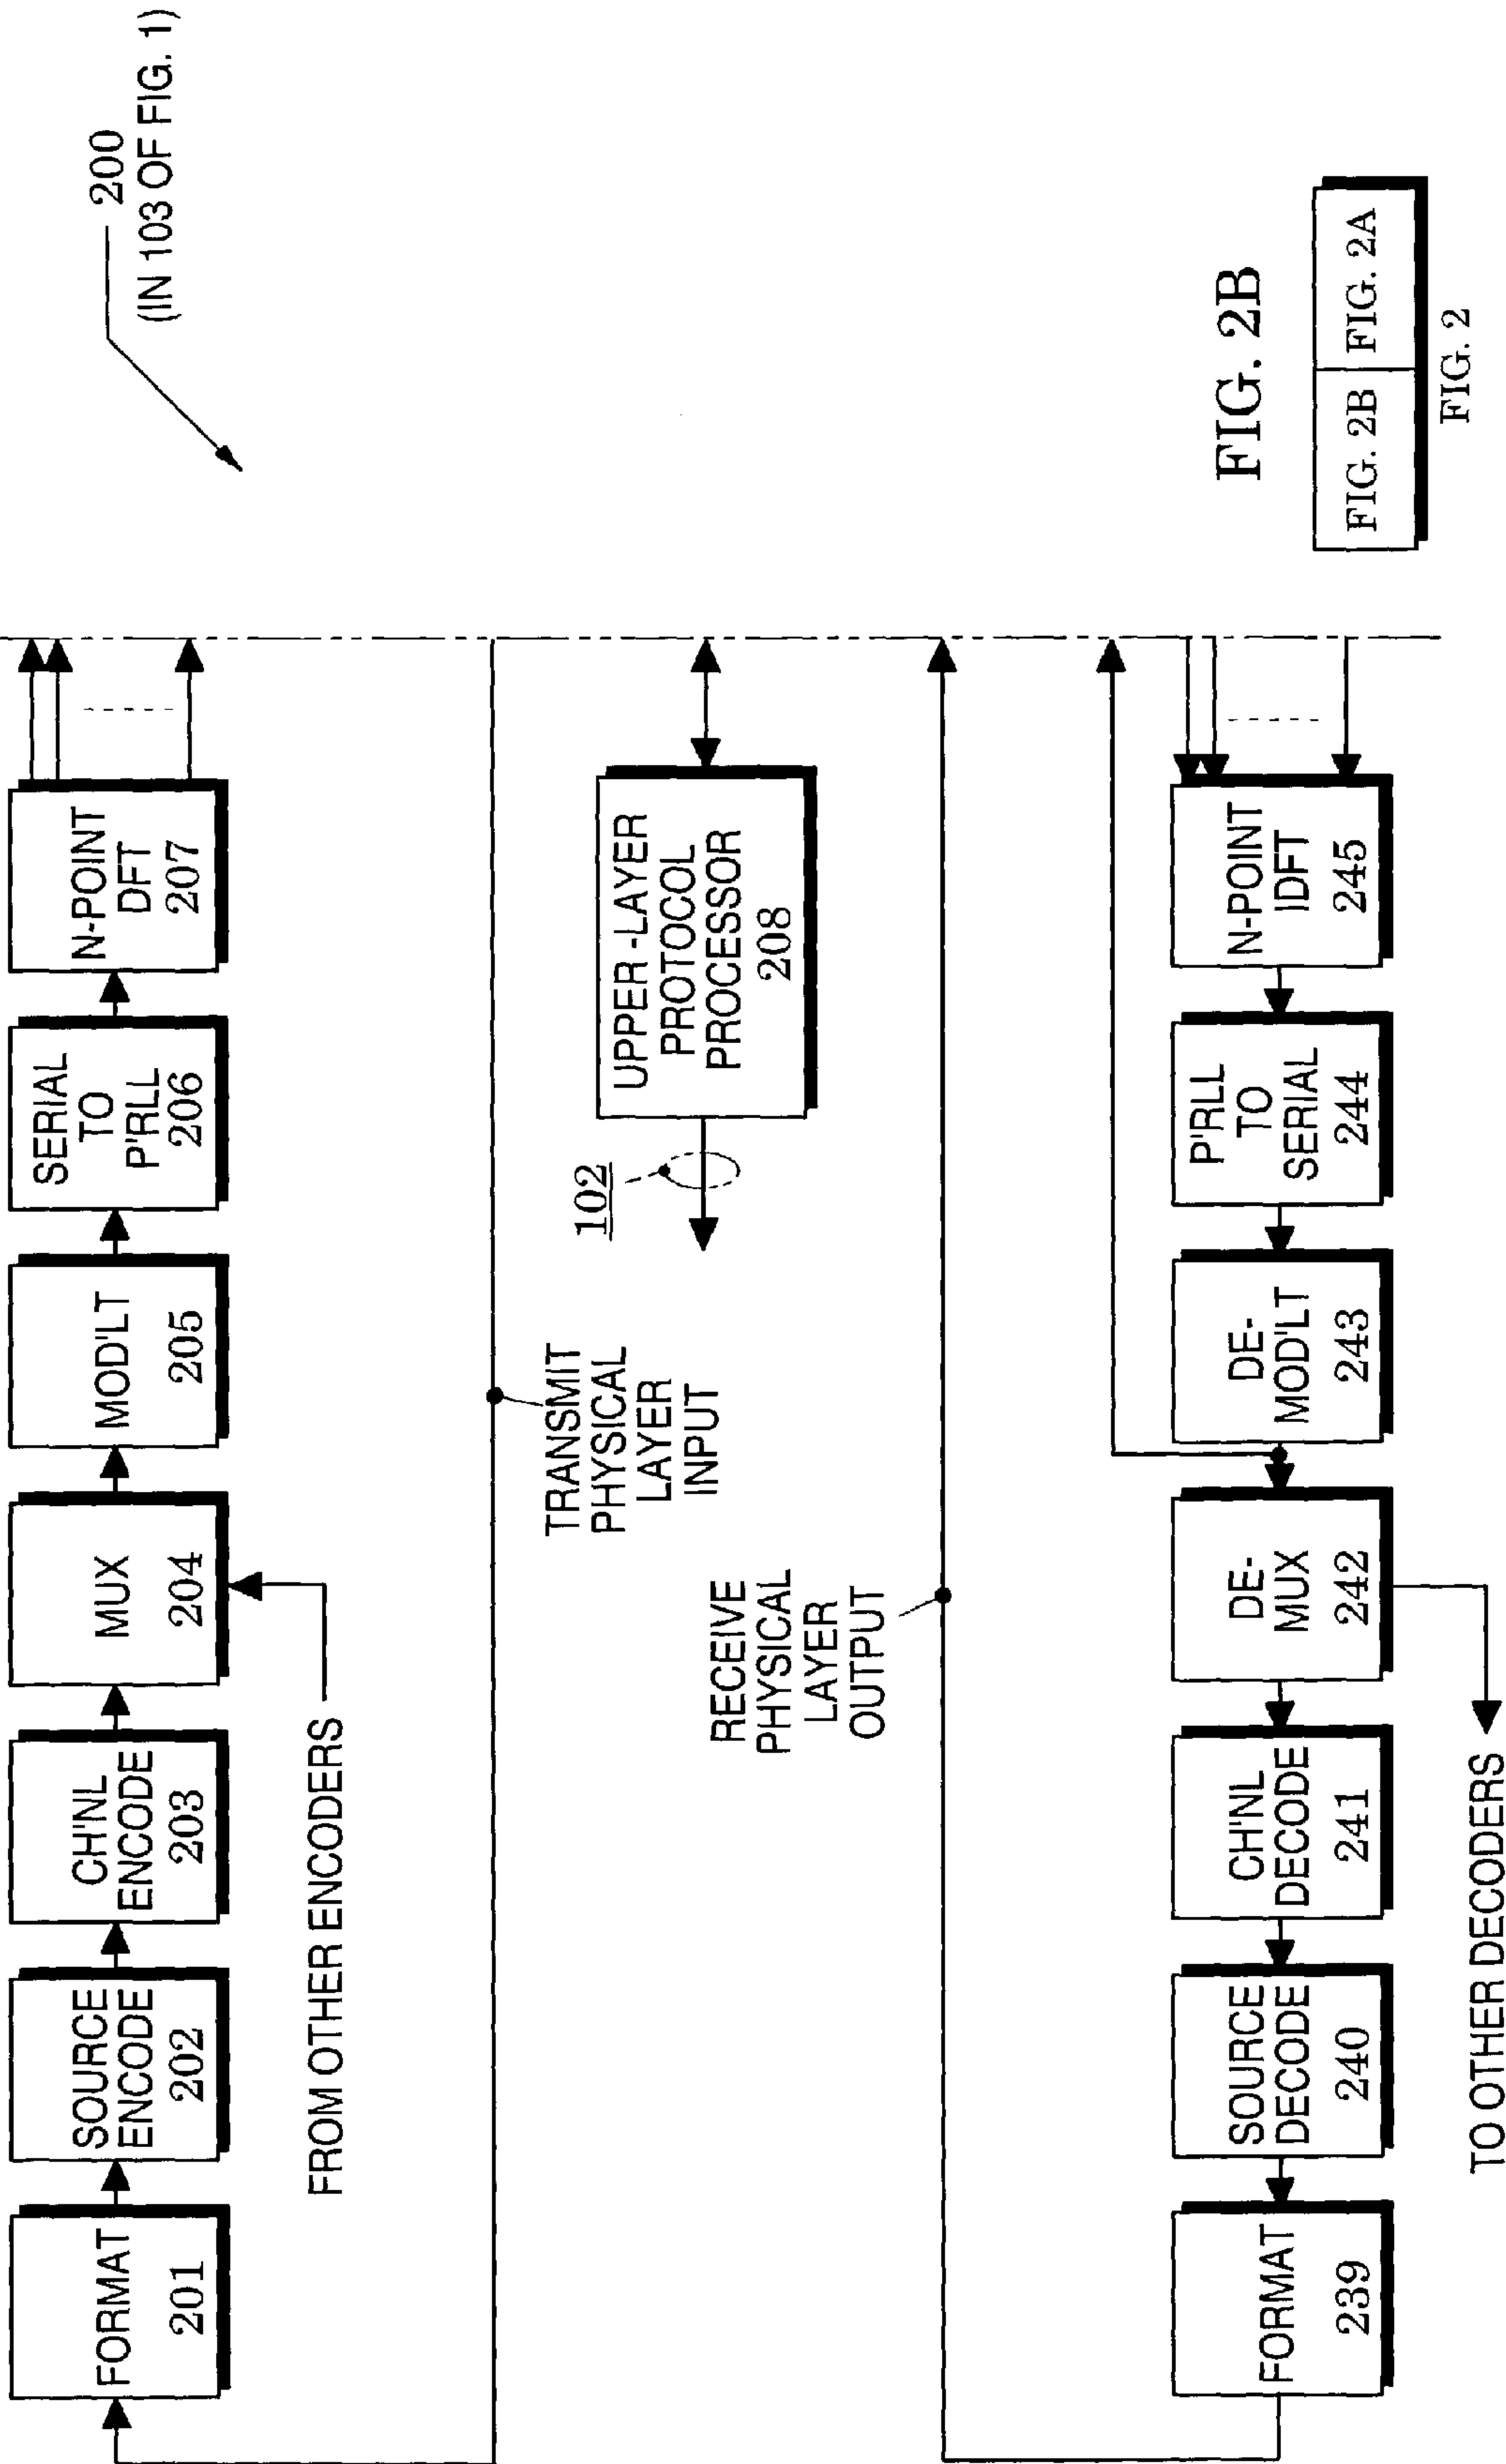 200
(IN 103 OF FIG. 1)
FORMAT
201
SOURCE
ENCODE
202
CH'NL
ENCODE
203
MUX
204
MOD'LT
205
SERIAL
TO
P'RLL
206
N-POINT
DFT
207
FROM OTHER ENCODERS
TRANSMIT
PHYSICAL
LAYER
INPUT
102
UPPER-LAYER
PROTOCOL
PROCESSOR
208
RECEIVE
PHYSICAL
LAYER
OUTPUT
FORMAT
239
SOURCE
DECODE
240
CH'NL
DECODE
241
DE-
MUX
242
DE-
MOD'LT
243
P'RLL
TO
SERIAL
244
N-POINT
IDFT
245
TO OTHER DECODERS
FIG. 2B
FIG. 2B
FIG. 2A
FIG. 2